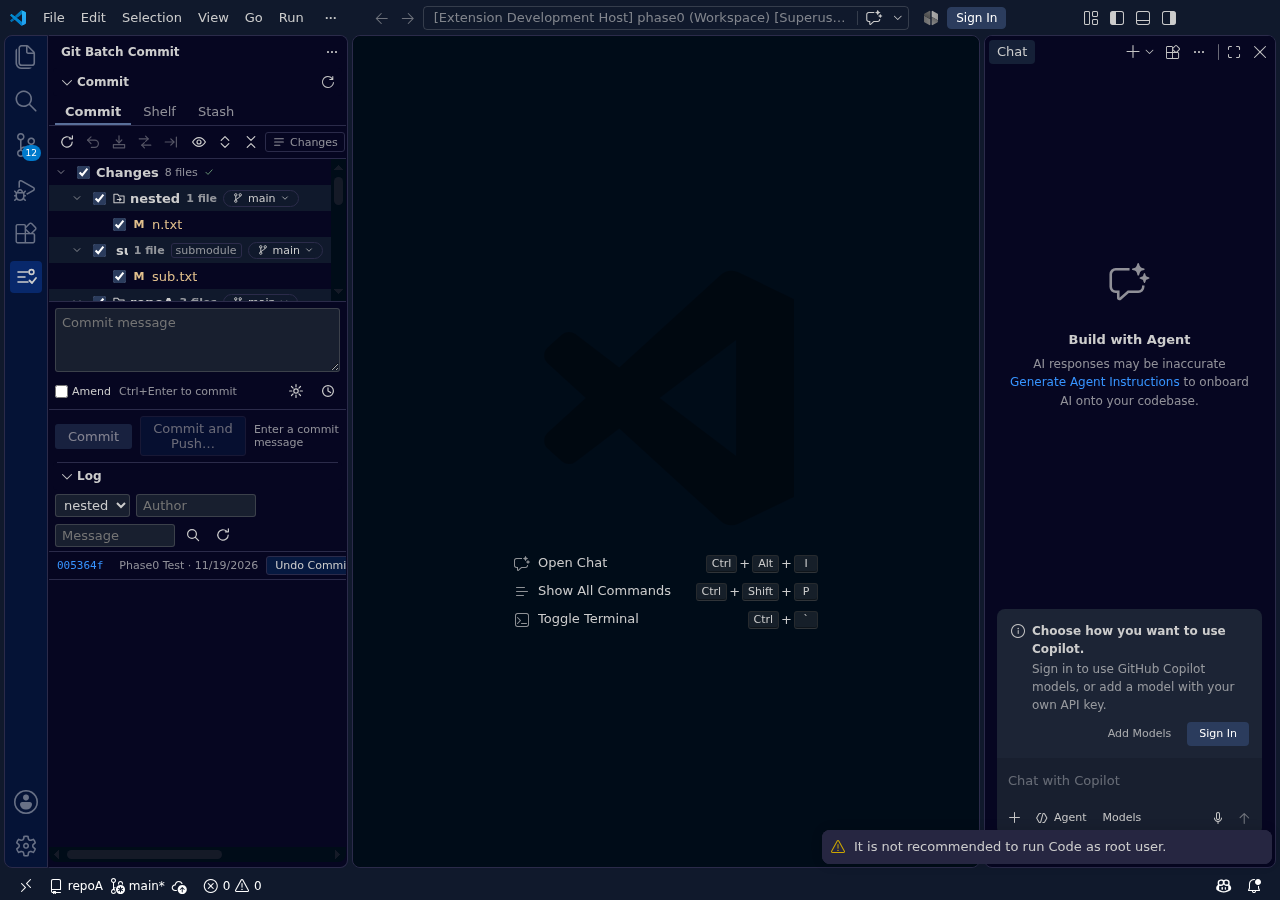 File Edit Selection View Go Run ···
[Extension Development Host] phase0 (Workspace) [Superus...
Sign In
Git Batch Commit
Commit
Commit Shelf Stash
Changes
Changes 8 files
nested 1 file main
M n.txt
su 1 file submodule main
M sub.txt
Commit message
Amend Ctrl+Enter to commit
Commit
Commit and
Push...
Enter a commit
message
Log
nested Author
Message
005364f Phase0 Test · 11/19/2026 Undo Commi
12
Open Chat Ctrl + Alt + I
Show All Commands Ctrl + Shift + P
Toggle Terminal Ctrl + `
Chat
Build with Agent
AI responses may be inaccurate
Generate Agent Instructions to onboard
AI onto your codebase.
Choose how you want to use
Copilot.
Sign in to use GitHub Copilot
models, or add a model with your
own API key.
Add Models Sign In
Chat with Copilot
Agent Models
It is not recommended to run Code as root user.
repoA main* 0 0